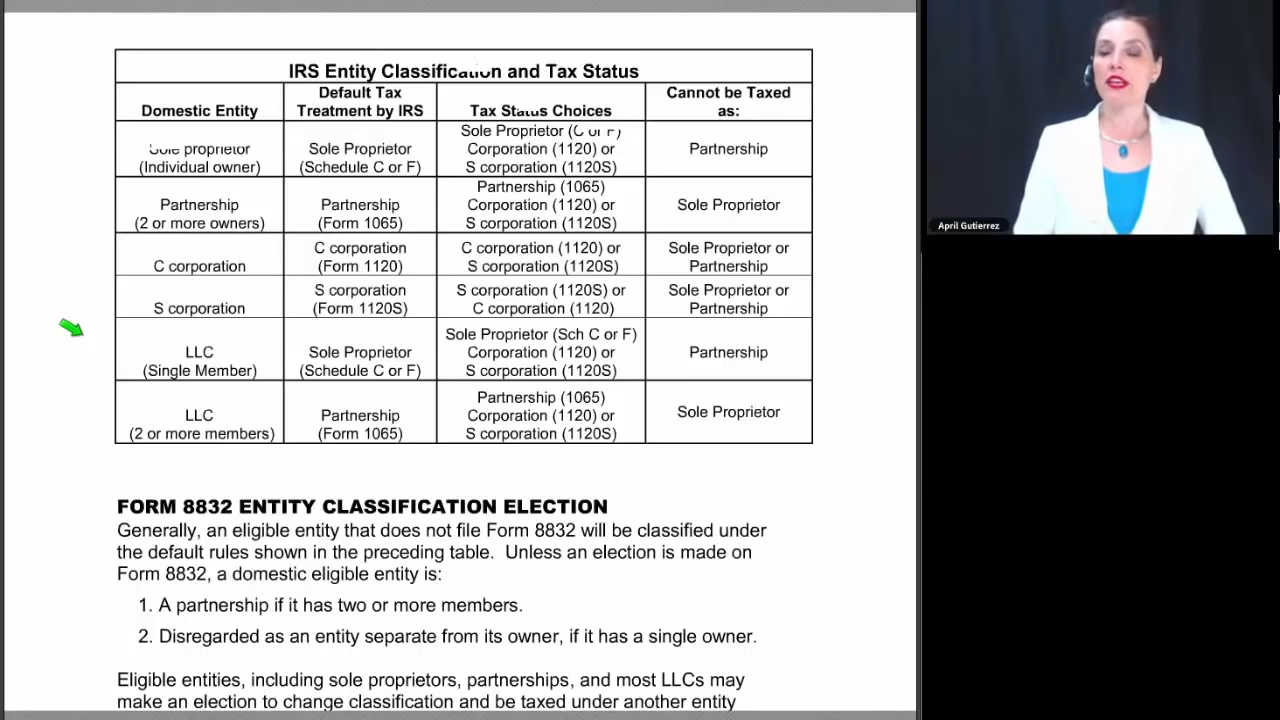 IRS Entity Classification and Tax Status
Domestic Entity
Default Tax
Treatment by IRS
Tax Status Choices
Cannot be Taxed
as:
Sole proprietor
(Individual owner)
Sole Proprietor
(Schedule C or F)
Sole Proprietor (C or F)
Corporation (1120) or
S corporation (1120S)
Partnership
Partnership
(2 or more owners)
Partnership
(Form 1065)
Partnership (1065)
Corporation (1120) or
S corporation (1120S)
Sole Proprietor
C corporation
C corporation
(Form 1120)
C corporation (1120) or
S corporation (1120S)
Sole Proprietor or
Partnership
S corporation
S corporation
(Form 1120S)
S corporation (1120S) or
C corporation (1120)
Sole Proprietor or
Partnership
LLC
(Single Member)
Sole Proprietor
(Schedule C or F)
Sole Proprietor (Sch C or F)
Corporation (1120) or
S corporation (1120S)
Partnership
LLC
(2 or more members)
Partnership
(Form 1065)
Partnership (1065)
Corporation (1120) or
S corporation (1120S)
Sole Proprietor
FORM 8832 ENTITY CLASSIFICATION ELECTION
Generally, an eligible entity that does not file Form 8832 will be classified under
the default rules shown in the preceding table. Unless an election is made on
Form 8832, a domestic eligible entity is:
1. A partnership if it has two or more members.
2. Disregarded as an entity separate from its owner, if it has a single owner.
Eligible entities, including sole proprietors, partnerships, and most LLCs may
make an election to change classification and be taxed under another entity
April Gutierrez